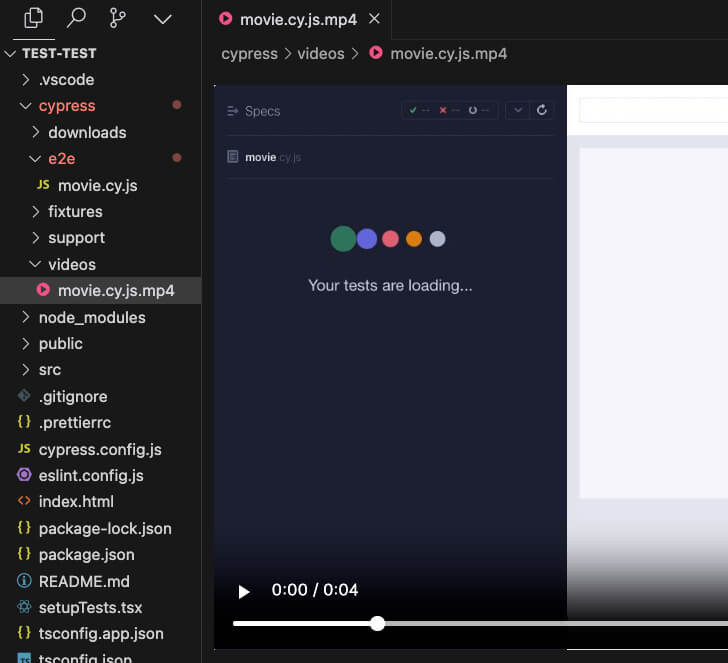 movie.cy.js.mp4
TEST-TEST
.vscode
cypress
downloads
e2e
JS movie.cy.js
fixtures
support
videos
movie.cy.js.mp4
node_modules
public
src
.gitignore
{} .prettierrc
JS cypress.config.js
eslint.config.js
<> index.html
{} package-lock.json
{} package.json
README.md
setupTests.tsx
{} tsconfig.app.json
TS tsconfig.json
cypress > videos > movie.cy.js.mp4
Specs
-- -- --
movie cy.js
Your tests are loading...
0:00 / 0:04